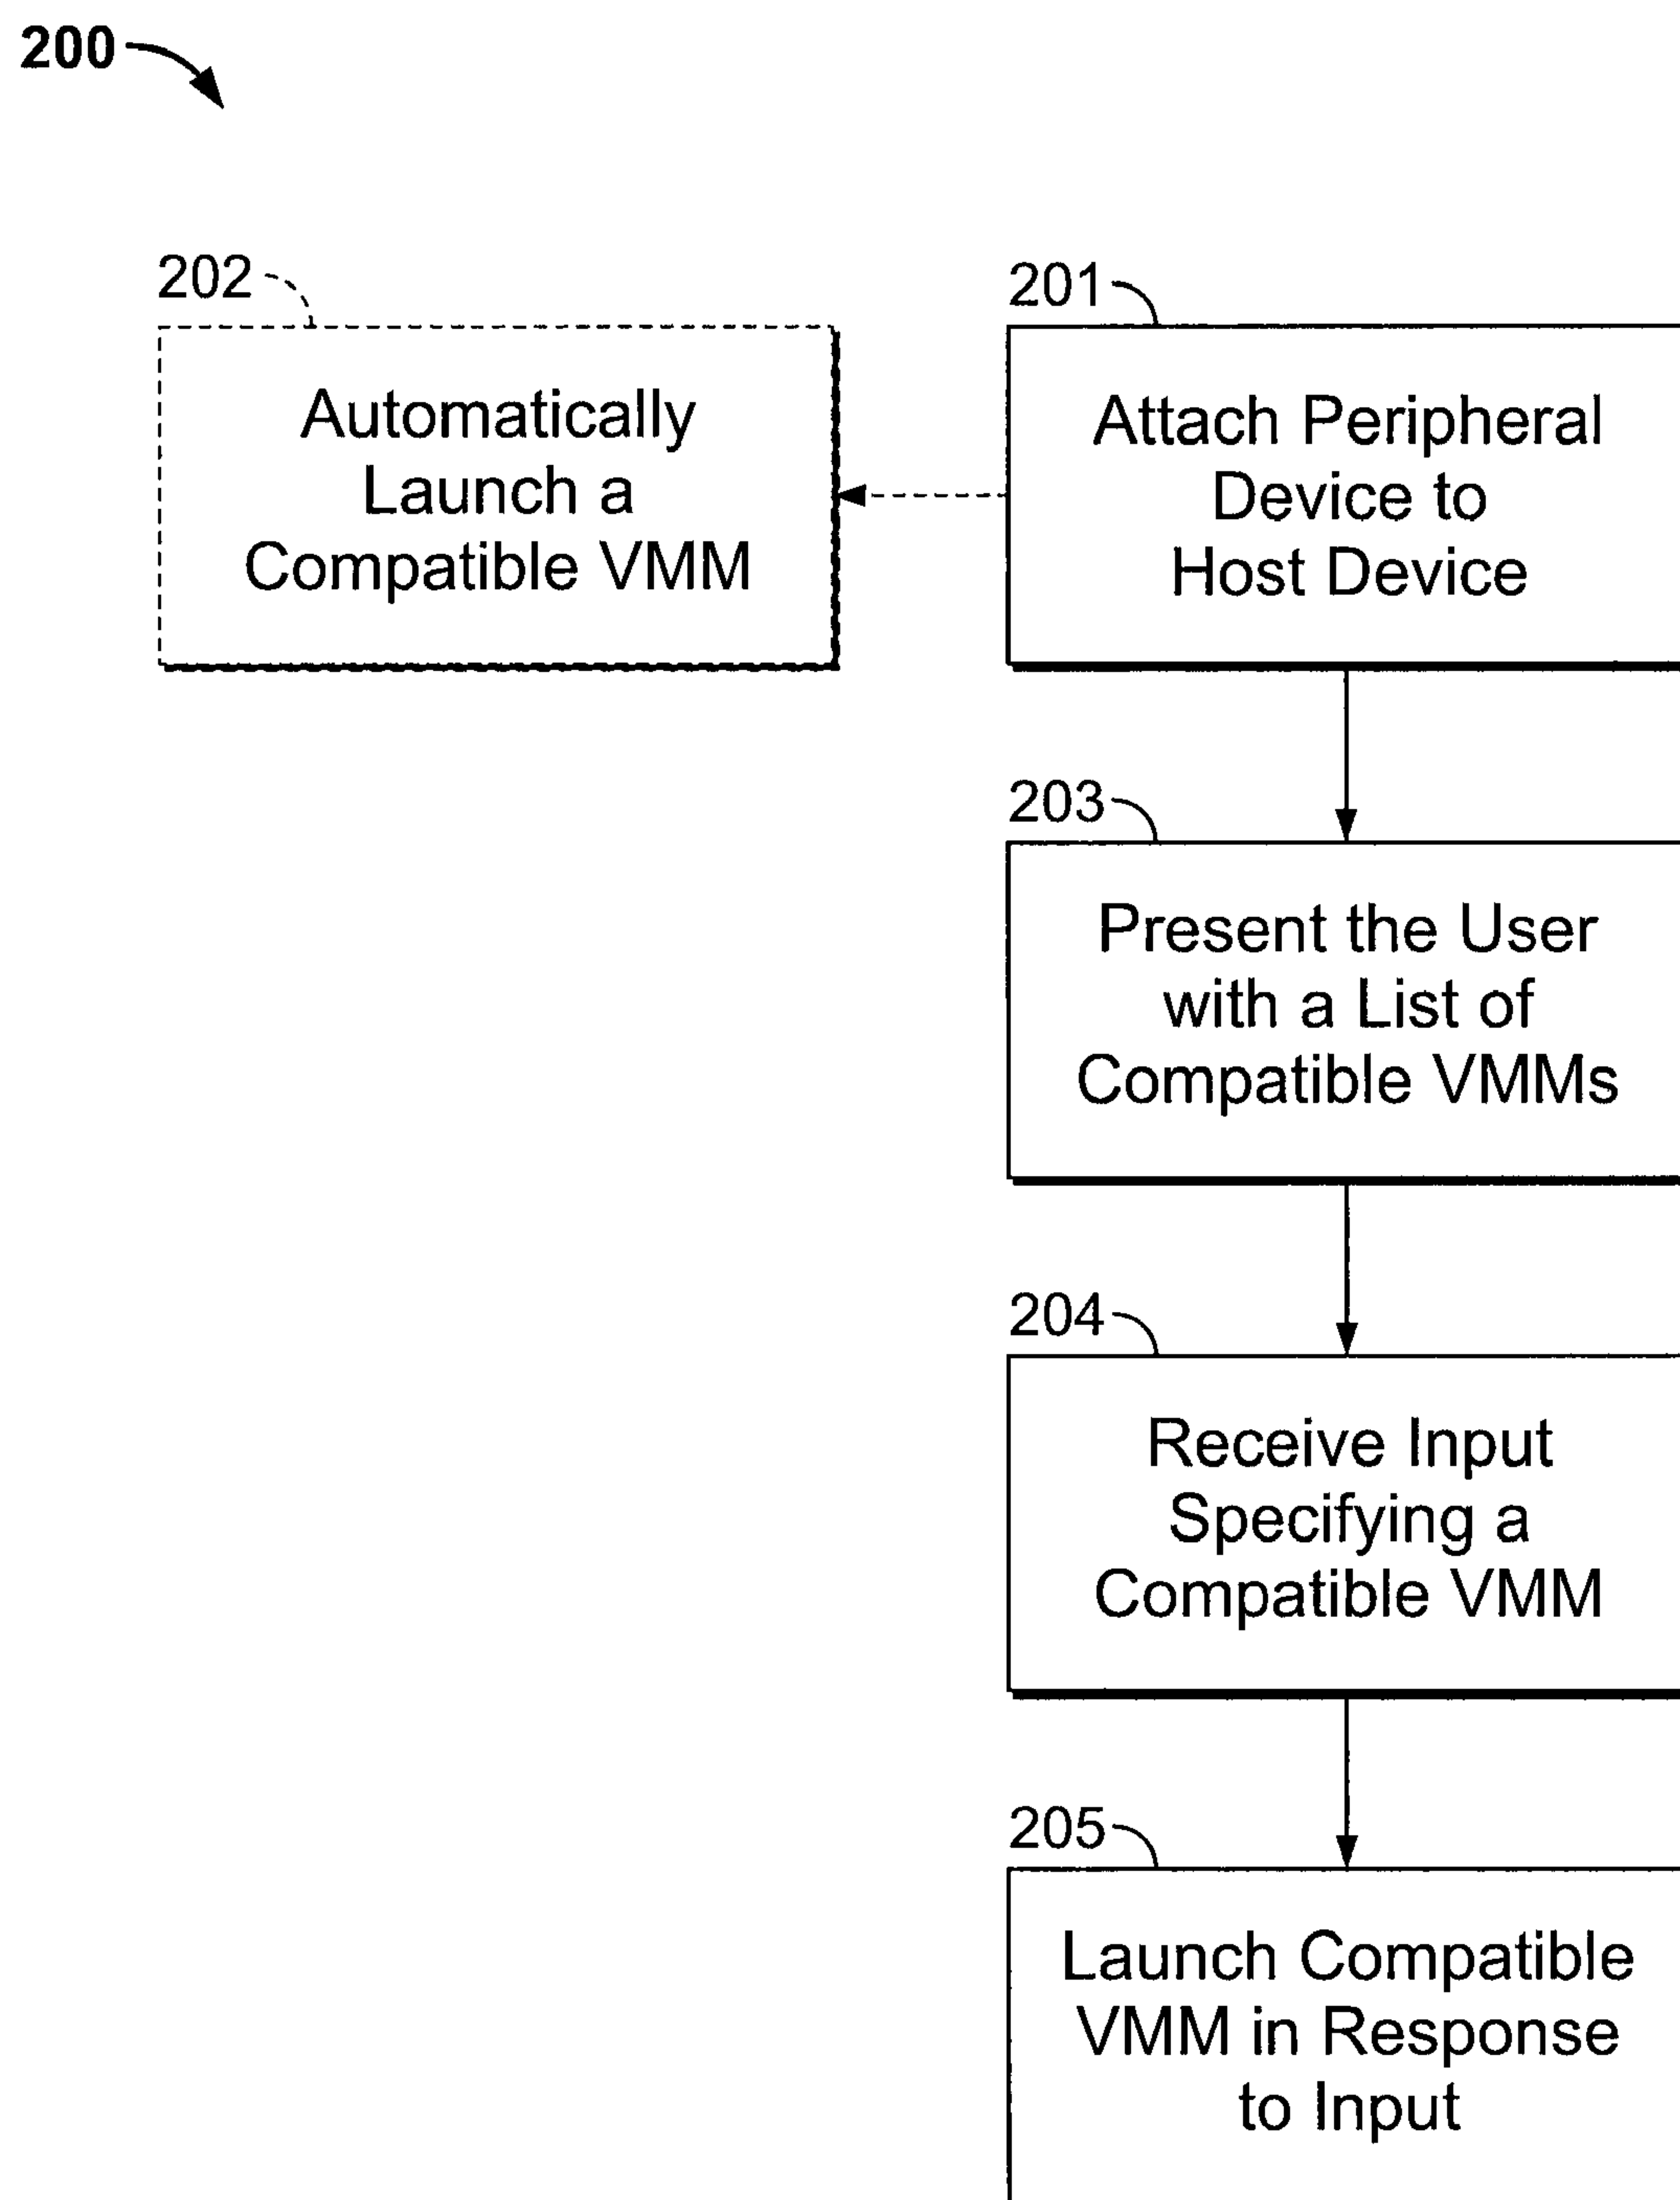 200
202
Automatically
Launch a
Compatible VMM
201
Attach Peripheral
Device to
Host Device
203
Present the User
with a List of
Compatible VMMs
204
Receive Input
Specifying a
Compatible VMM
205
Launch Compatible
VMM in Response
to Input